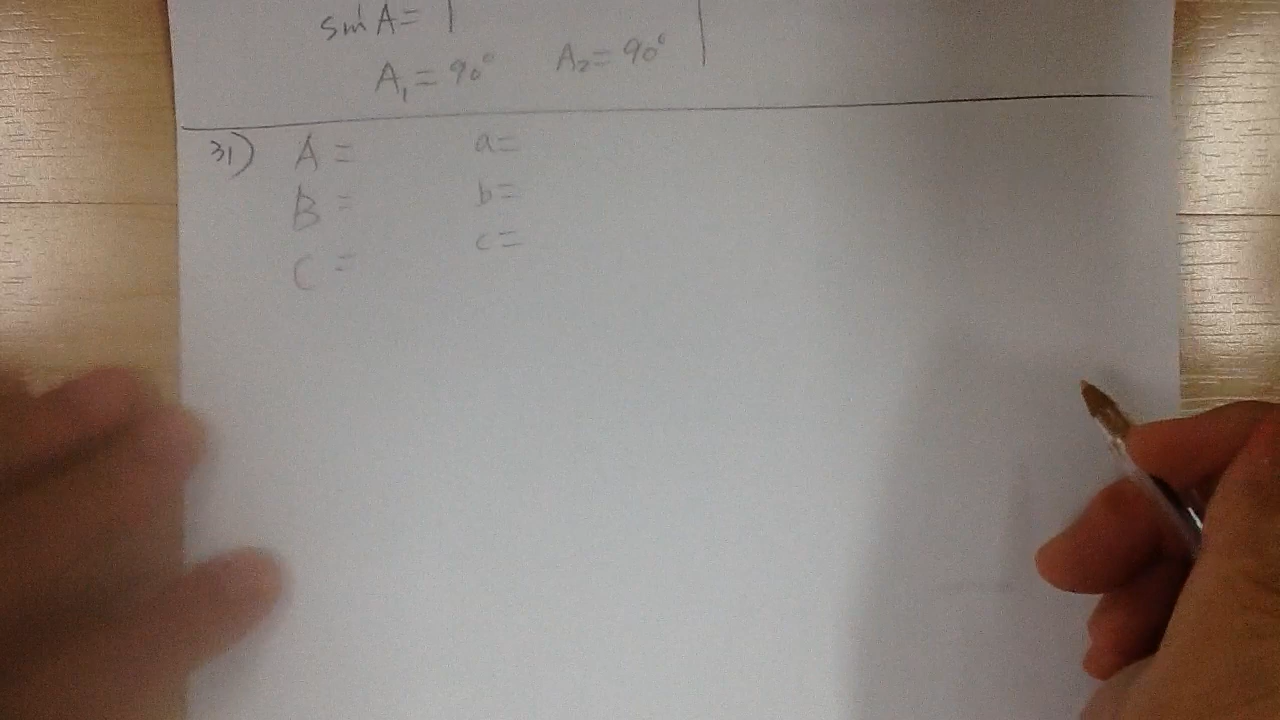 sin A = 1
A₁ = 90° A₂ = 90°
31) A = a =
B = b =
C = c =